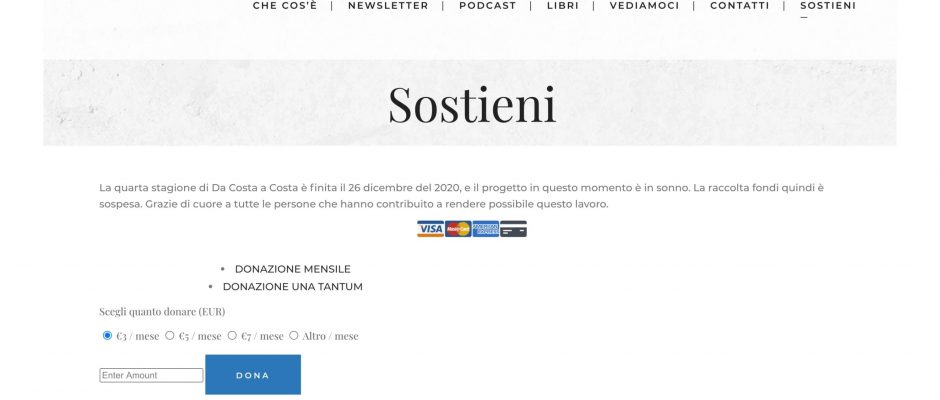 CHE COS'È | NEWSLETTER | PODCAST | LIBRI | VEDIAMOCI | CONTATTI | SOSTIENI
Sostieni
La quarta stagione di Da Costa a Costa è finita il 26 dicembre del 2020, e il progetto in questo momento è in sonno. La raccolta fondi quindi è
sospesa. Grazie di cuore a tutte le persone che hanno contribuito a rendere possibile questo lavoro.
VISA MasterCard AMERICAN EXPRESS
• DONAZIONE MENSILE
• DONAZIONE UNA TANTUM
Scegli quanto donare (EUR)
€3 / mese €5 / mese €7 / mese Altro / mese
Enter Amount DONA